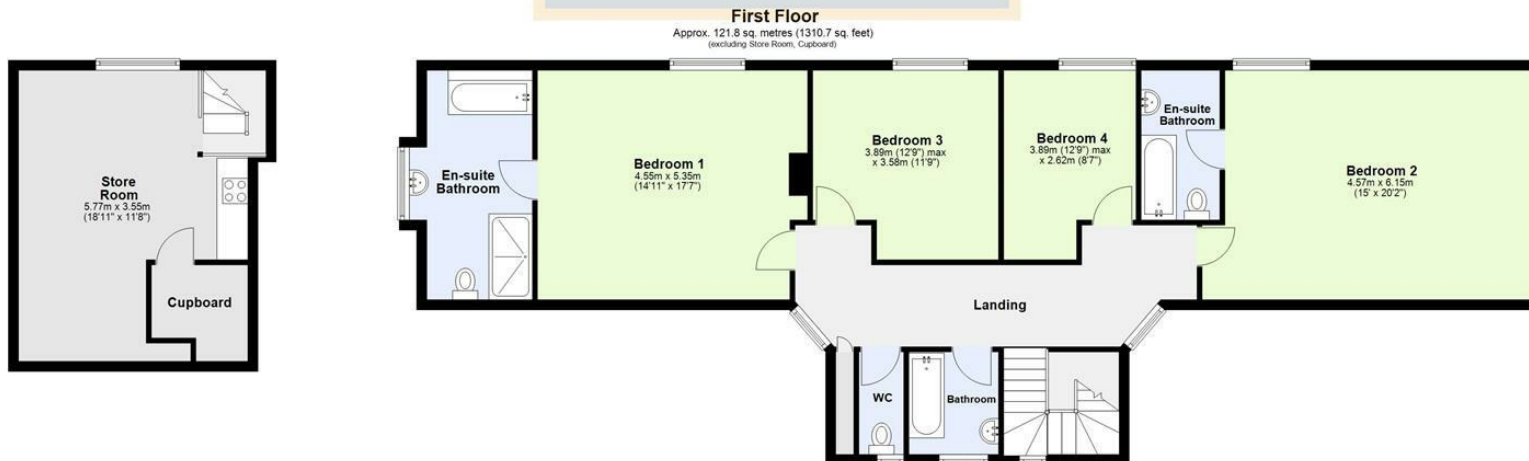 First Floor
Approx. 121.8 sq. metres (1310.7 sq. feet)
(excluding Store Room, Cupboard)
Store
Room
5.77m x 3.55m
(18'11" x 11'8")
Cupboard
En-suite
Bathroom
Bedroom 1
4.55m x 5.35m
(14'11" x 17'7")
Bedroom 3
3.89m (12'9") max
x 3.58m (11'9")
Bedroom 4
3.89m (12'9") max
x 2.62m (8'7")
En-suite
Bathroom
Bedroom 2
4.57m x 6.15m
(15' x 20'2")
Landing
WC
Bathroom